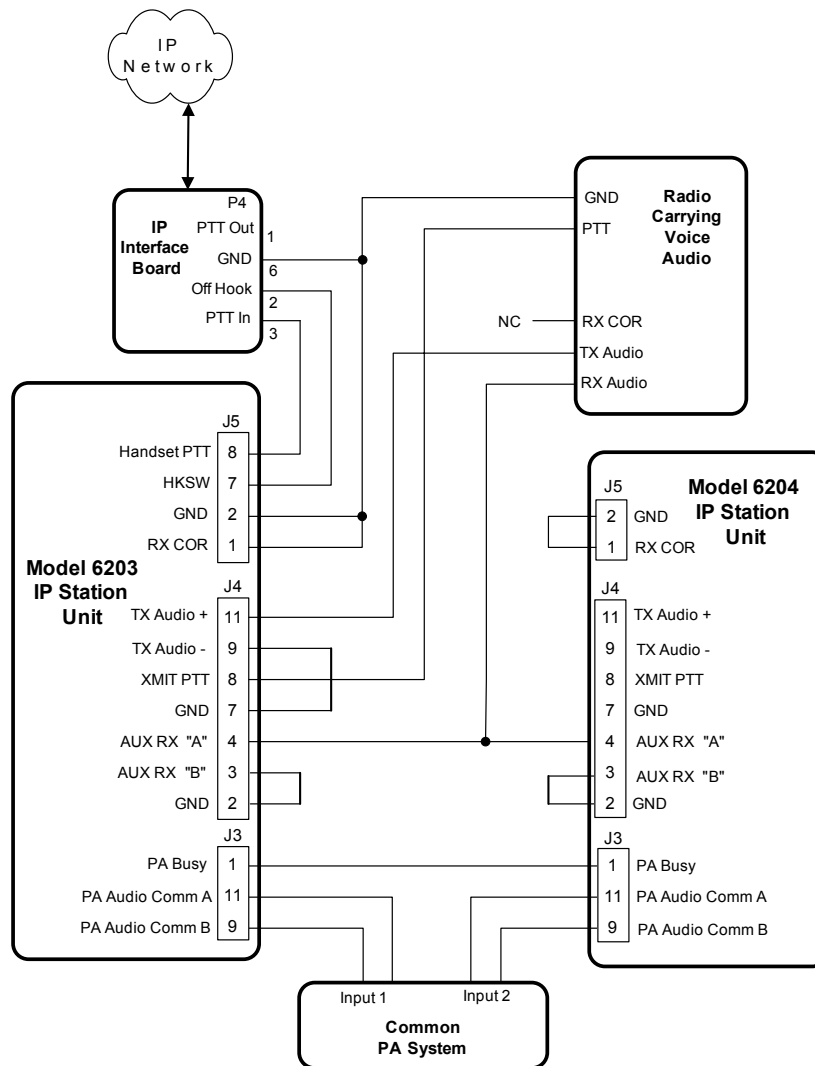 IP
Network
P4
IP
Interface
Board
PTT Out
1
GND
6
Off Hook
2
PTT In
3
GND
PTT
Radio
Carrying
Voice
Audio
NC
RX COR
TX Audio
RX Audio
J5
Handset PTT 8
HKSW 7
GND 2
RX COR 1
Model 6203
IP Station
Unit
J4
TX Audio + 11
TX Audio - 9
XMIT PTT 8
GND 7
AUX RX "A" 4
AUX RX "B" 3
GND 2
J3
PA Busy 1
PA Audio Comm A 11
PA Audio Comm B 9
Model 6204
IP Station
Unit
J5
2 GND
1 RX COR
J4
11 TX Audio +
9 TX Audio -
8 XMIT PTT
7 GND
4 AUX RX "A"
3 AUX RX "B"
2 GND
J3
1 PA Busy
11 PA Audio Comm A
9 PA Audio Comm B
Input 1 Input 2
Common
PA System